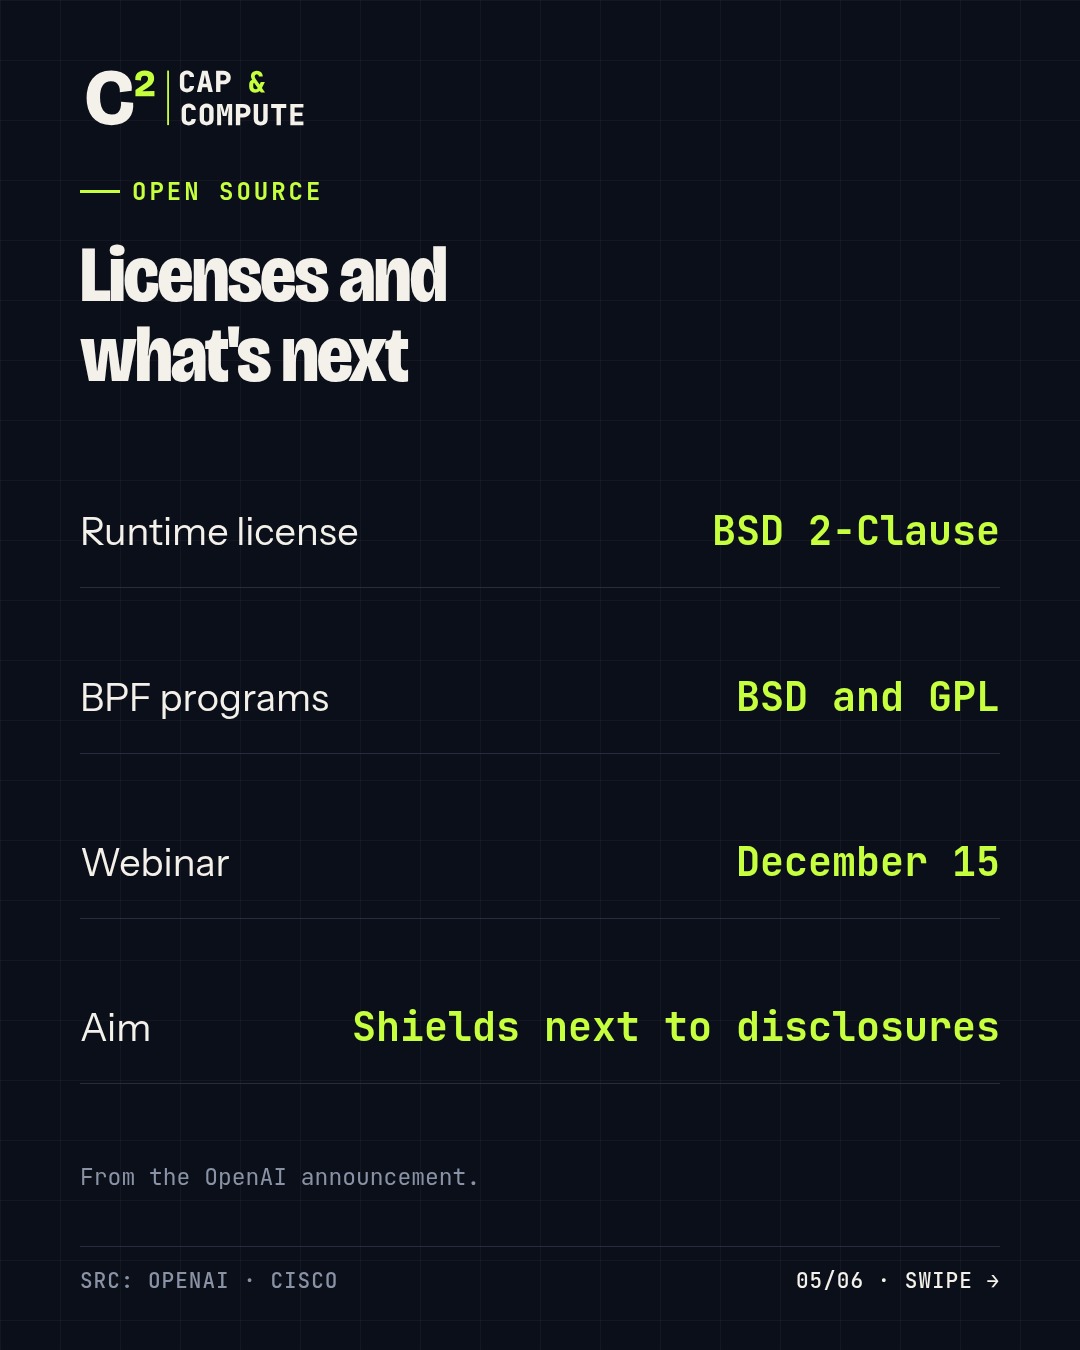 C² CAP &
COMPUTE
OPEN SOURCE
Licenses and
what's next
Runtime license BSD 2-Clause
BPF programs BSD and GPL
Webinar December 15
Aim Shields next to disclosures
From the OpenAI announcement.
SRC: OPENAI · CISCO 05/06 · SWIPE →